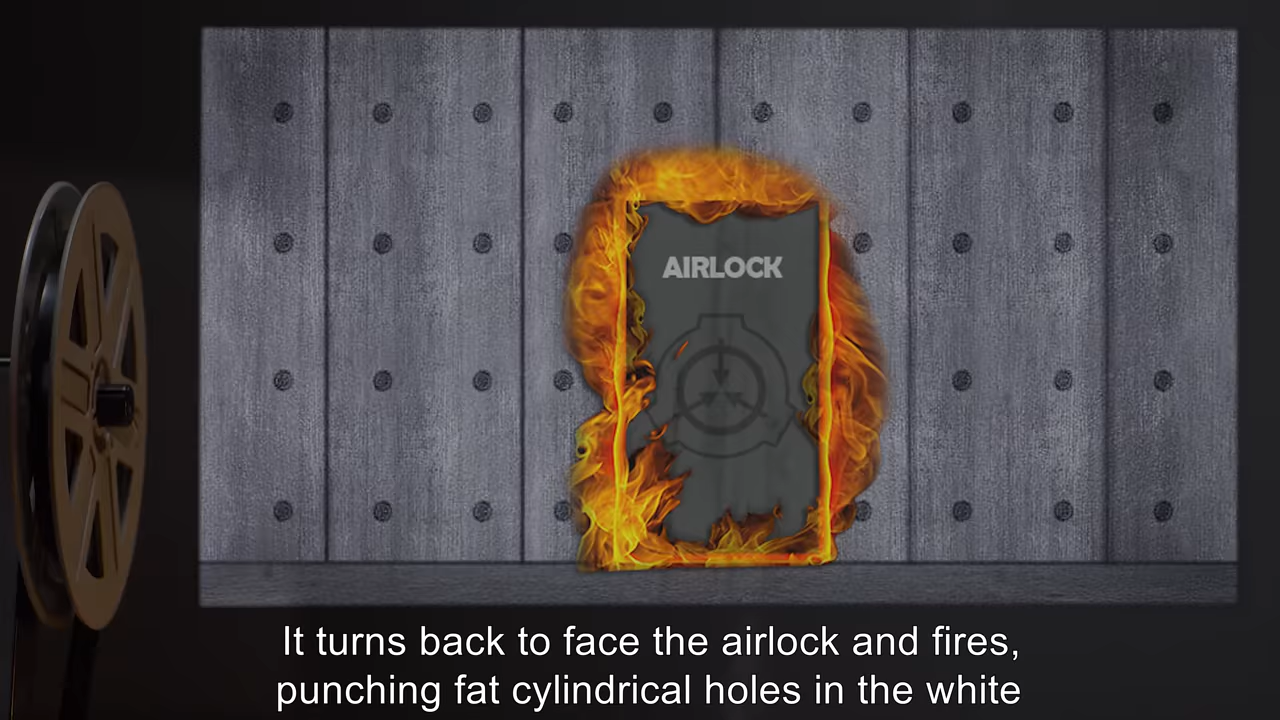 AIRLOCK
It turns back to face the airlock and fires,
punching fat cylindrical holes in the white